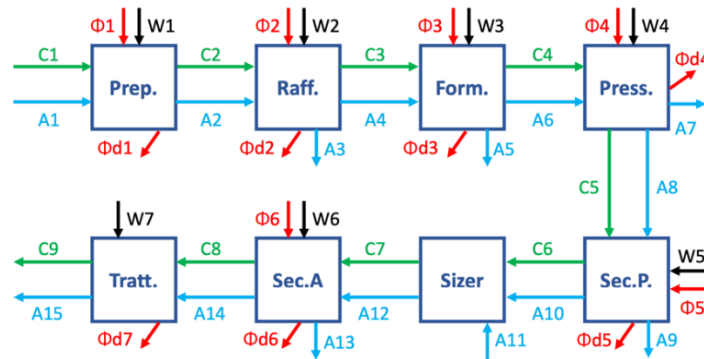 Φ1 W1 Φ2 W2 Φ3 W3 Φ4 W4
C1 C2 C3 C4 Φd4
Prep. Raff. Form. Press.
A1 A2 A4 A6 A7
Φd1 Φd2 A3 Φd3 A5
C5 A8
W7 Φ6 W6
C9 C8 C7 C6 W5
Tratt. Sec.A Sizer Sec.P.
A15 A14 A12 A10 Φ5
Φd7 Φd6 A13 A11 Φd5 A9